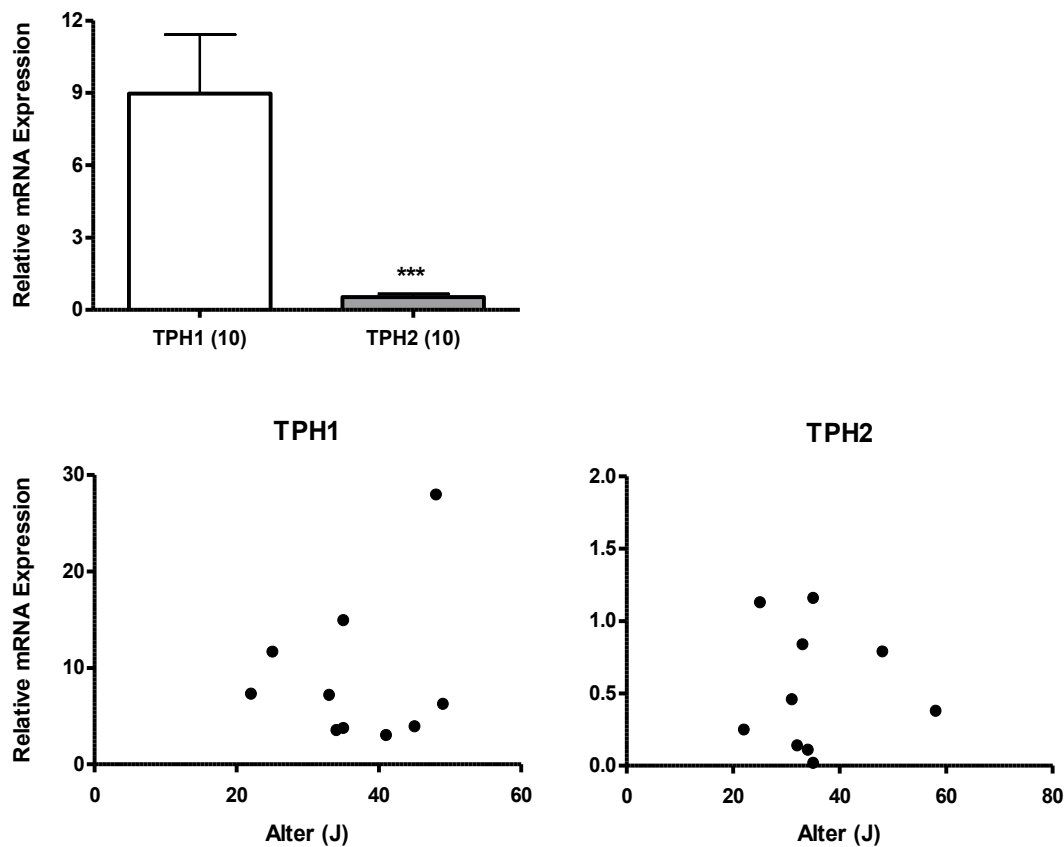 Relative mRNA Expression
12
9
6
3
0
***
TPH1 (10) TPH2 (10)
TPH1
Relative mRNA Expression
30
20
10
0
0 20 40 60
Alter (J)
TPH2
2.0
1.5
1.0
0.5
0.0
0 20 40 60 80
Alter (J)